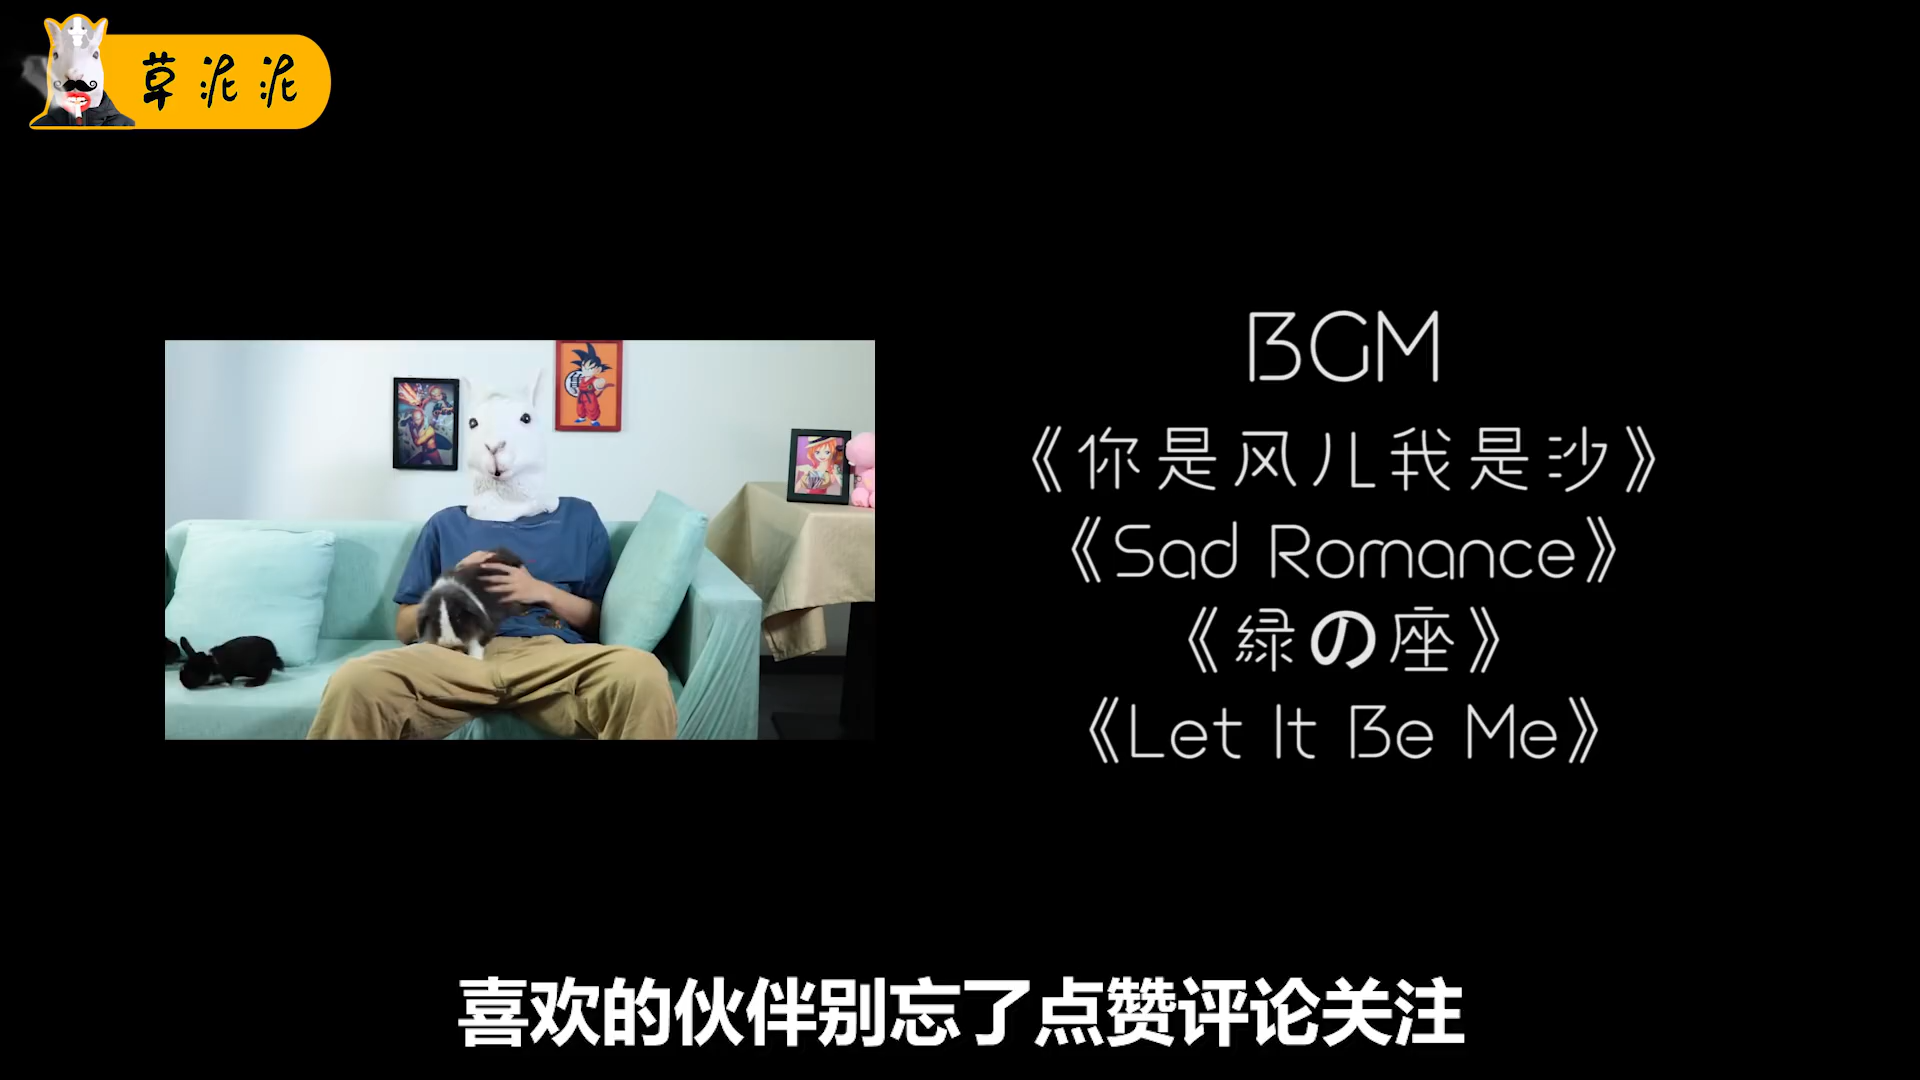 草泥泥
BGM
《你是风儿我是沙》
《Sad Romance》
《緑の座》
《Let It Be Me》
喜欢的伙伴别忘了点赞评论关注